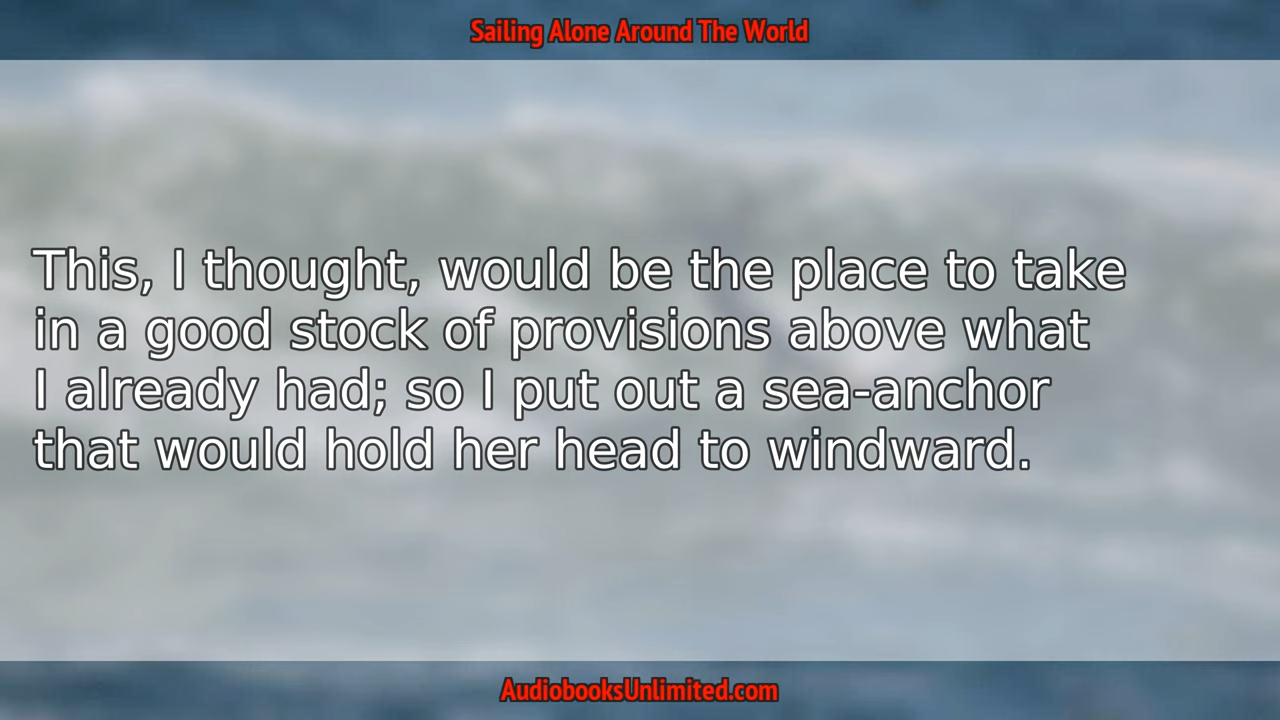 Sailing Alone Around The World
This, I thought, would be the place to take
in a good stock of provisions above what
I already had; so I put out a sea-anchor
that would hold her head to windward.
AudiobooksUnlimited.com